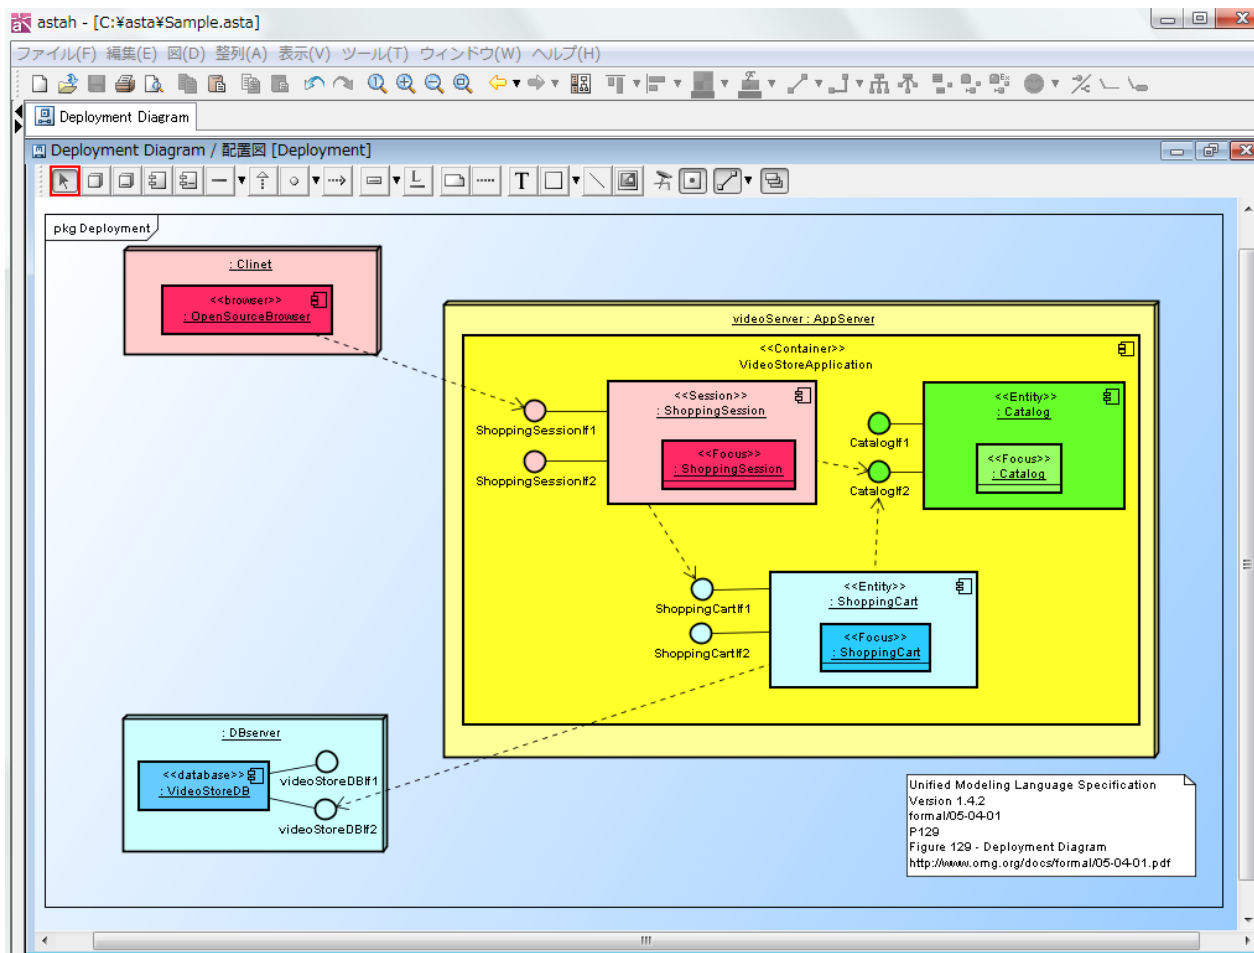 astah - [C:¥asta¥Sample.asta]
ファイル(F) 編集(E) 図(D) 整列(A) 表示(V) ツール(T) ウィンドウ(W) ヘルプ(H)
Deployment Diagram
Deployment Diagram / 配置図 [Deployment]
T
pkg Deployment
: Clinet
<<browser>>
: OpenSourceBrowser
videoServer : AppServer
<<Container>>
VideoStoreApplication
<<Session>>
: ShoppingSession
<<Focus>>
: ShoppingSession
ShoppingSessionIf1
ShoppingSessionIf2
<<Entity>>
: Catalog
<<Focus>>
: Catalog
CatalogIf1
CatalogIf2
<<Entity>>
: ShoppingCart
<<Focus>>
: ShoppingCart
ShoppingCartIf1
ShoppingCartIf2
: DBserver
<<database>>
: VideoStoreDB
videoStoreDBIf1
videoStoreDBIf2
Unified Modeling Language Specification
Version 1.4.2
formal/05-04-01
P129
Figure 129 - Deployment Diagram
http://www.omg.org/docs/formal/05-04-01.pdf